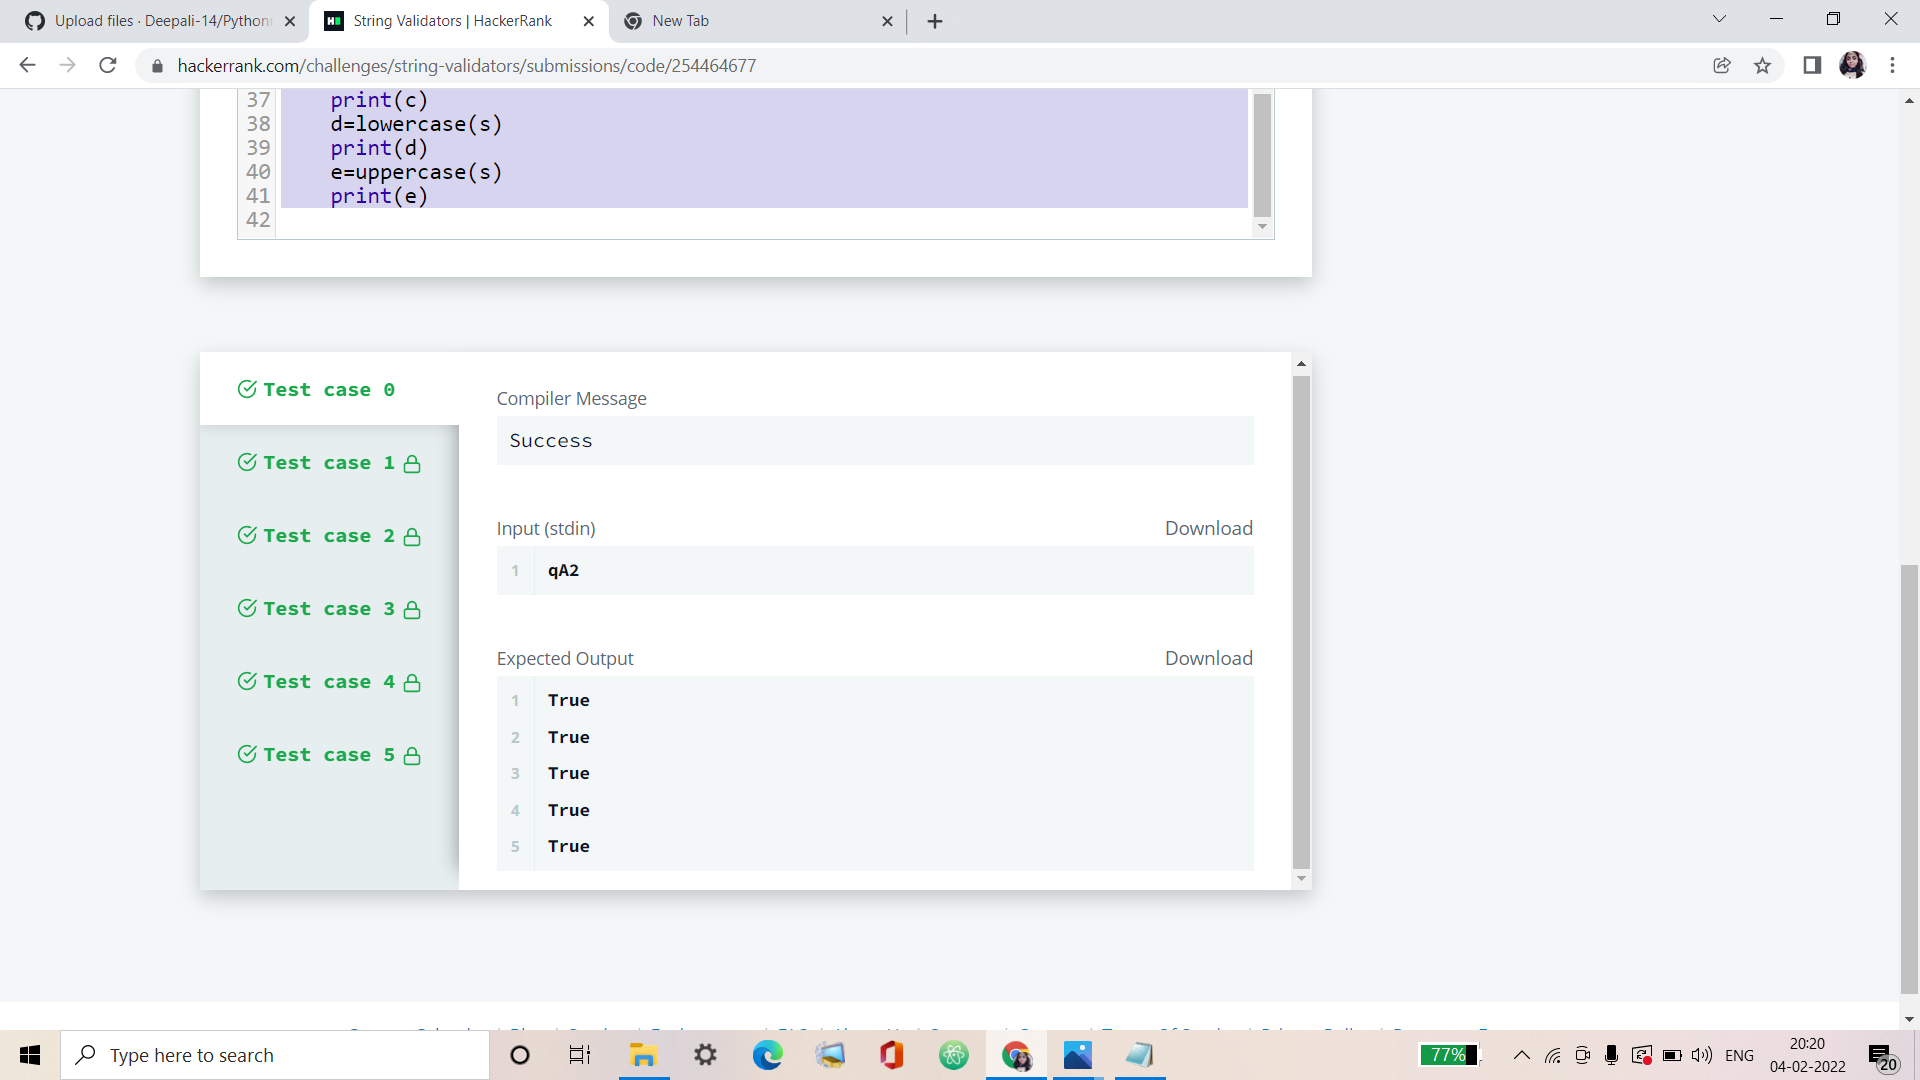 Upload files · Deepali-14/Python
String Validators | HackerRank
New Tab
hackerrank.com/challenges/string-validators/submissions/code/254464677
37 print(c)
38 d=lowercase(s)
39 print(d)
40 e=uppercase(s)
41 print(e)
42
Test case 0
Test case 1
Test case 2
Test case 3
Test case 4
Test case 5
Compiler Message
Success
Input (stdin) Download
1 qA2
Expected Output Download
1 True
2 True
3 True
4 True
5 True
Type here to search
77%
ENG
20:20
04-02-2022
20